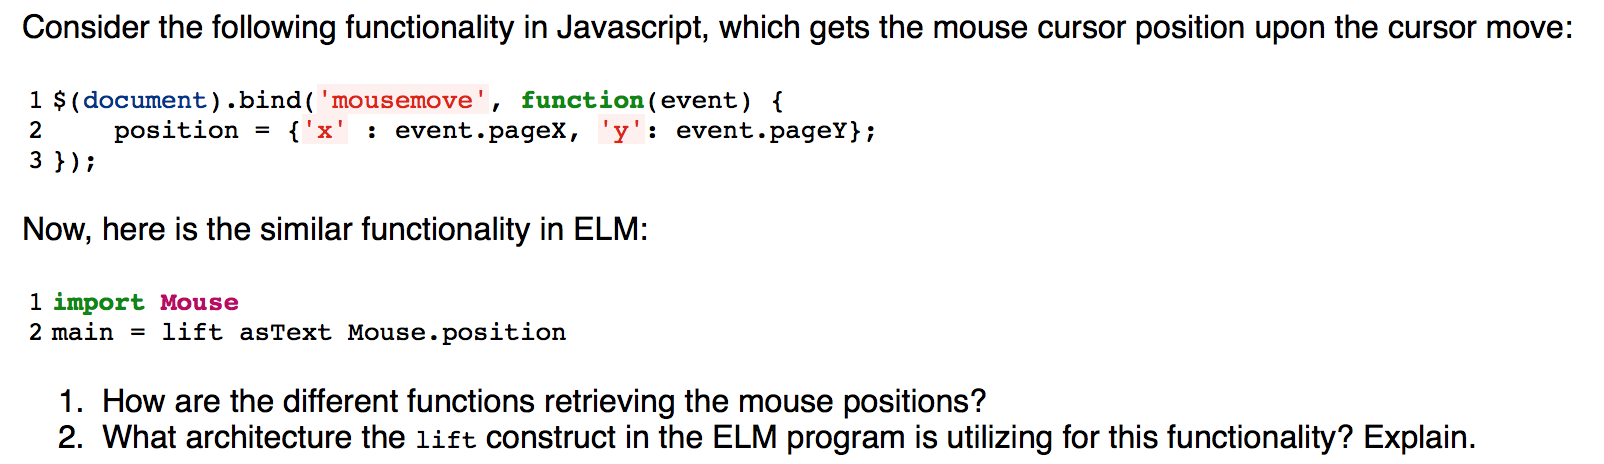 Consider the following functionality in Javascript, which gets the mouse cursor position upon the cursor move:
1 $(document).bind('mousemove', function(event) {
2     position = {'x' : event.pageX, 'y': event.pageY};
3 });
Now, here is the similar functionality in ELM:
1 import Mouse
2 main = lift asText Mouse.position
1. How are the different functions retrieving the mouse positions?
2. What architecture the lift construct in the ELM program is utilizing for this functionality? Explain.